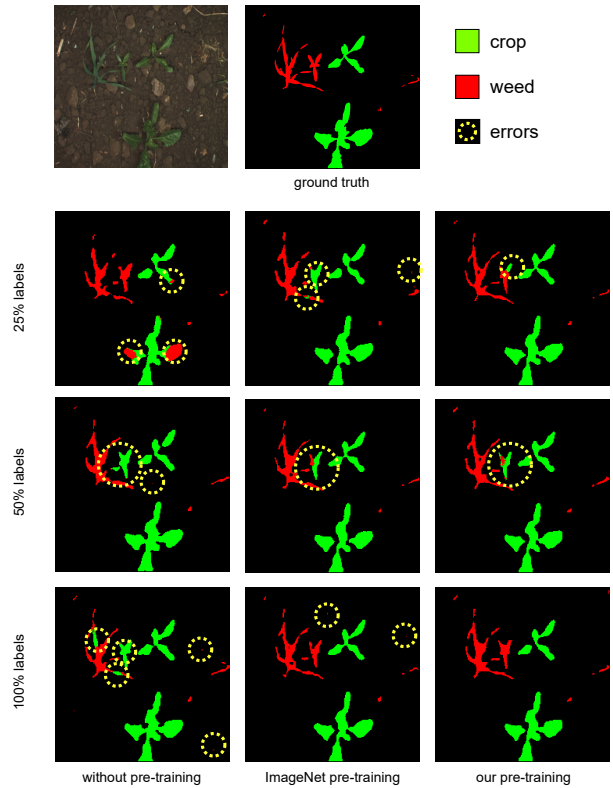 crop
weed
errors
ground truth
25% labels
50% labels
100% labels
without pre-training
ImageNet pre-training
our pre-training